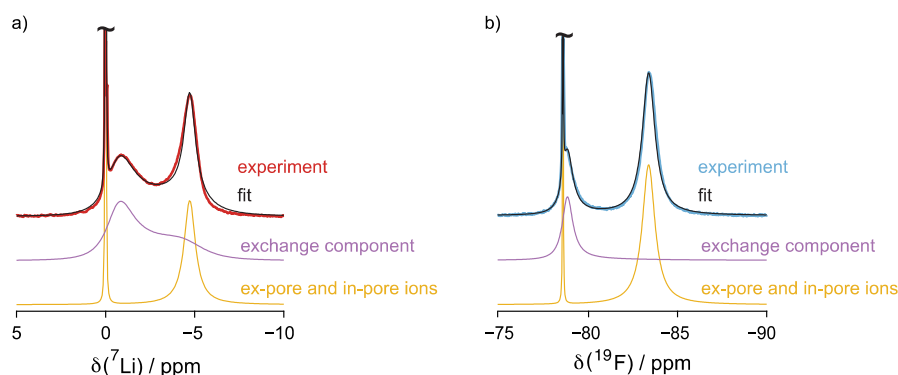 a)
experiment
fit
exchange component
ex-pore and in-pore ions
5 0 −5 −10
δ(⁷Li) / ppm
b)
experiment
fit
exchange component
ex-pore and in-pore ions
−75 −80 −85 −90
δ(¹⁹F) / ppm